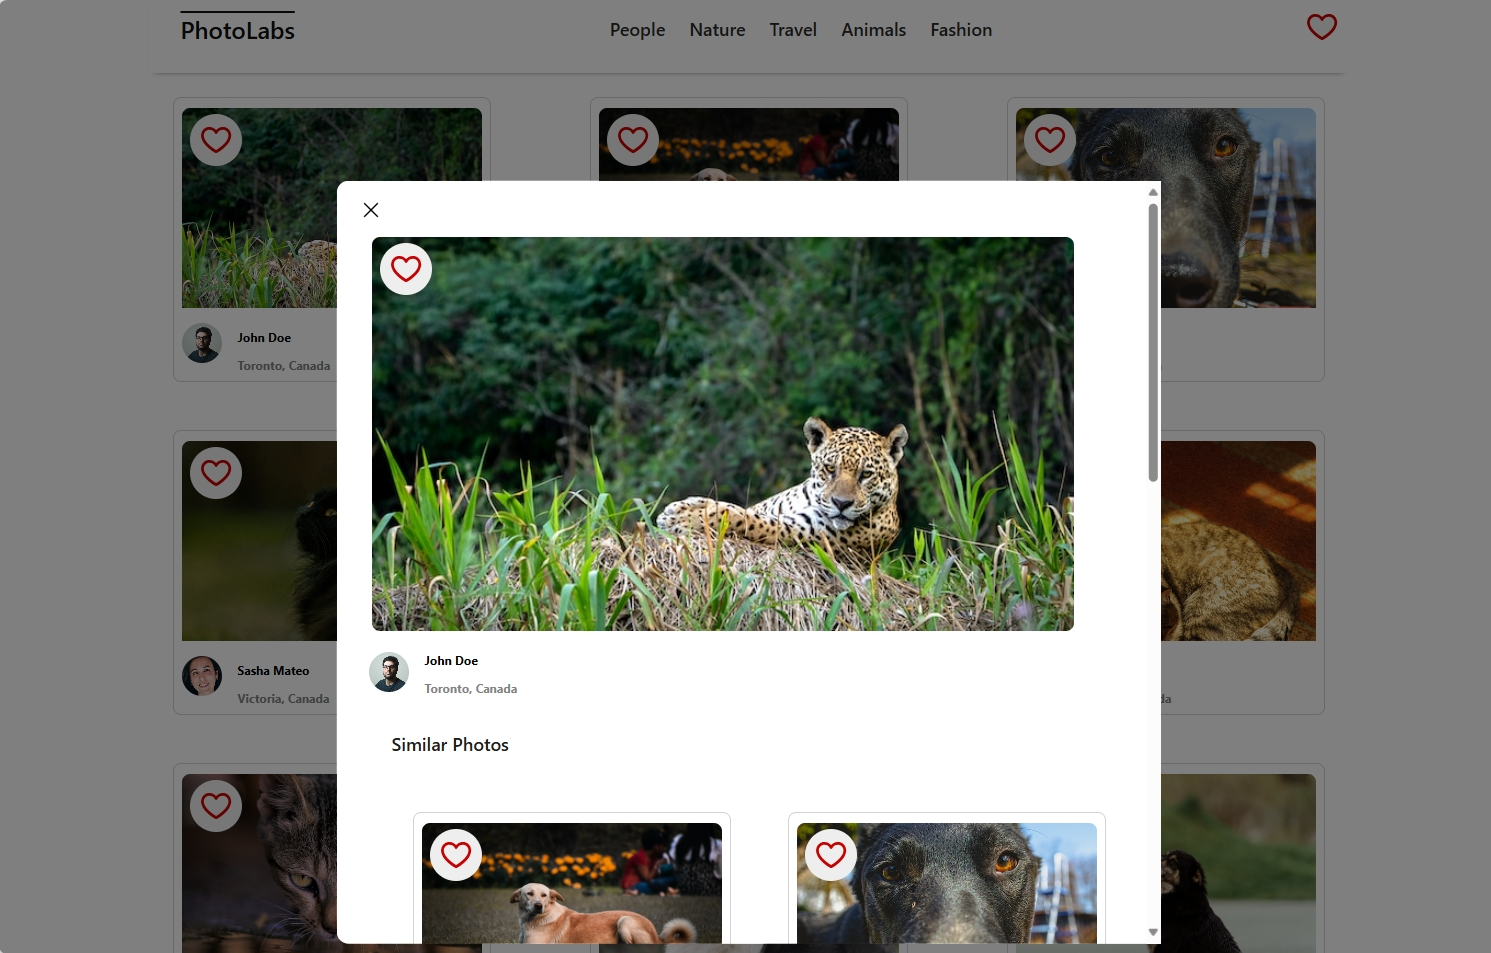 PhotoLabs
People Nature Travel Animals Fashion
John Doe
Toronto, Canada
Sasha Mateo
Victoria, Canada
da
John Doe
Toronto, Canada
Similar Photos